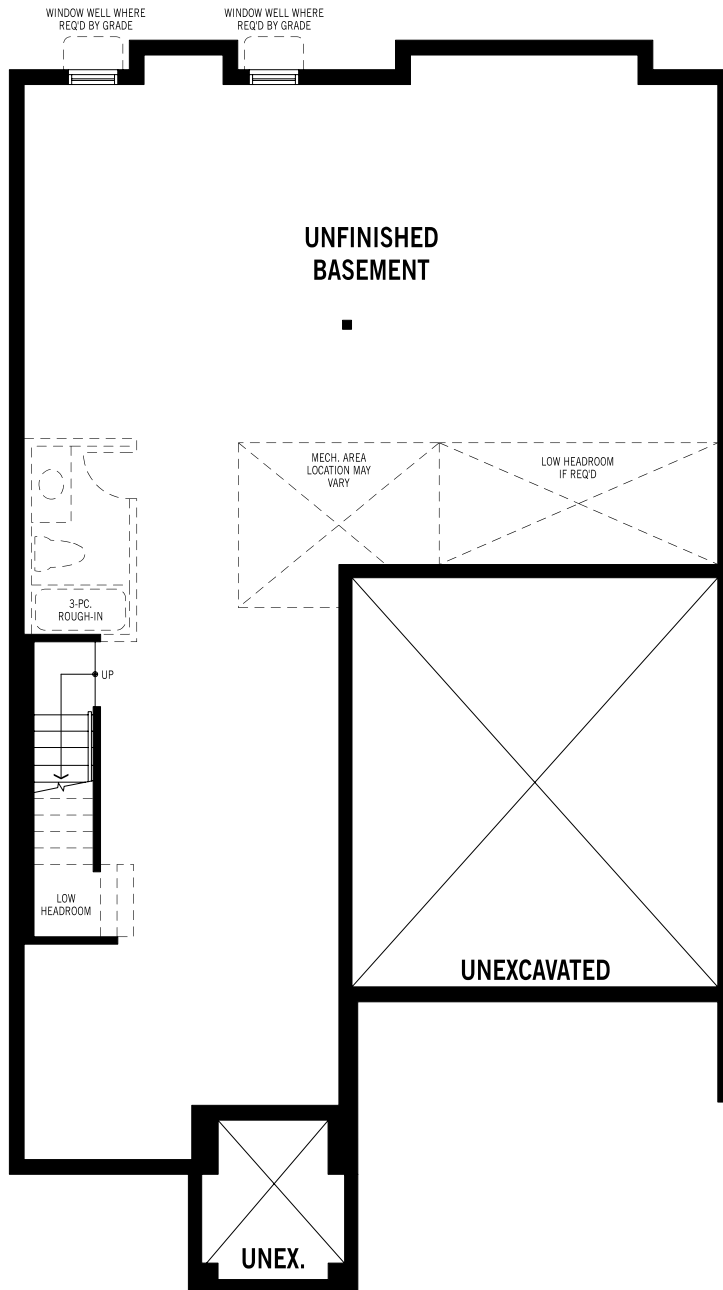 WINDOW WELL WHERE
REQ'D BY GRADE
WINDOW WELL WHERE
REQ'D BY GRADE
UNFINISHED
BASEMENT
MECH. AREA
LOCATION MAY
VARY
LOW HEADROOM
IF REQ'D
3-PC.
ROUGH-IN
UP
LOW
HEADROOM
UNEXCAVATED
UNEX.